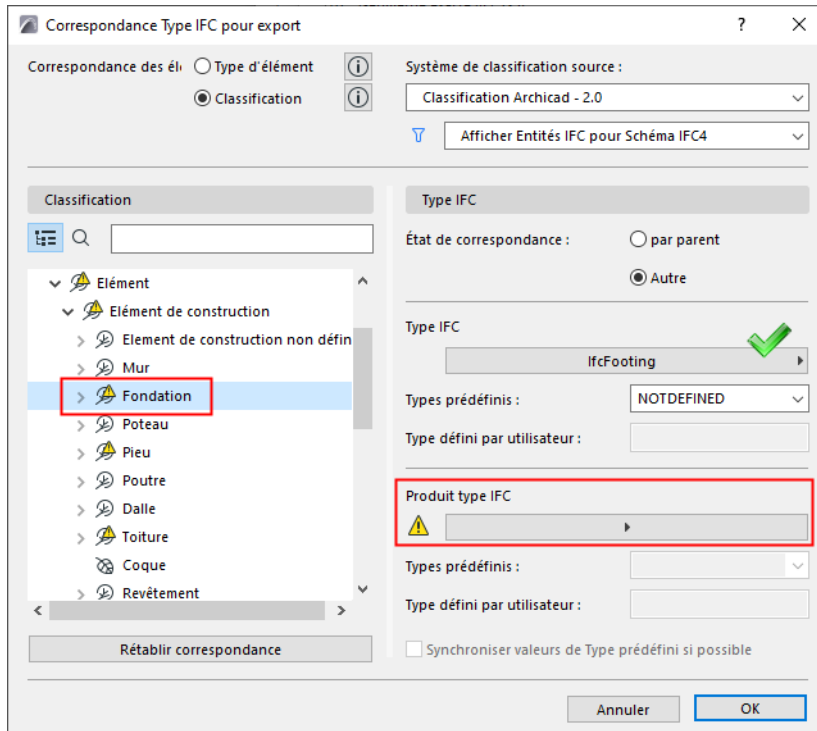 Correspondance Type IFC pour export
Correspondance des élé
Type d'élément
Classification
Système de classification source :
Classification Archicad - 2.0
Afficher Entités IFC pour Schéma IFC4
Classification
Elément
Elément de construction
Element de construction non défin
Mur
Fondation
Poteau
Pieu
Poutre
Dalle
Toiture
Coque
Revêtement
Rétablir correspondance
Type IFC
État de correspondance :
par parent
Autre
Type IFC
IfcFooting
Types prédéfinis :
NOTDEFINED
Type défini par utilisateur :
Produit type IFC
Types prédéfinis :
Type défini par utilisateur :
Synchroniser valeurs de Type prédéfini si possible
Annuler
OK